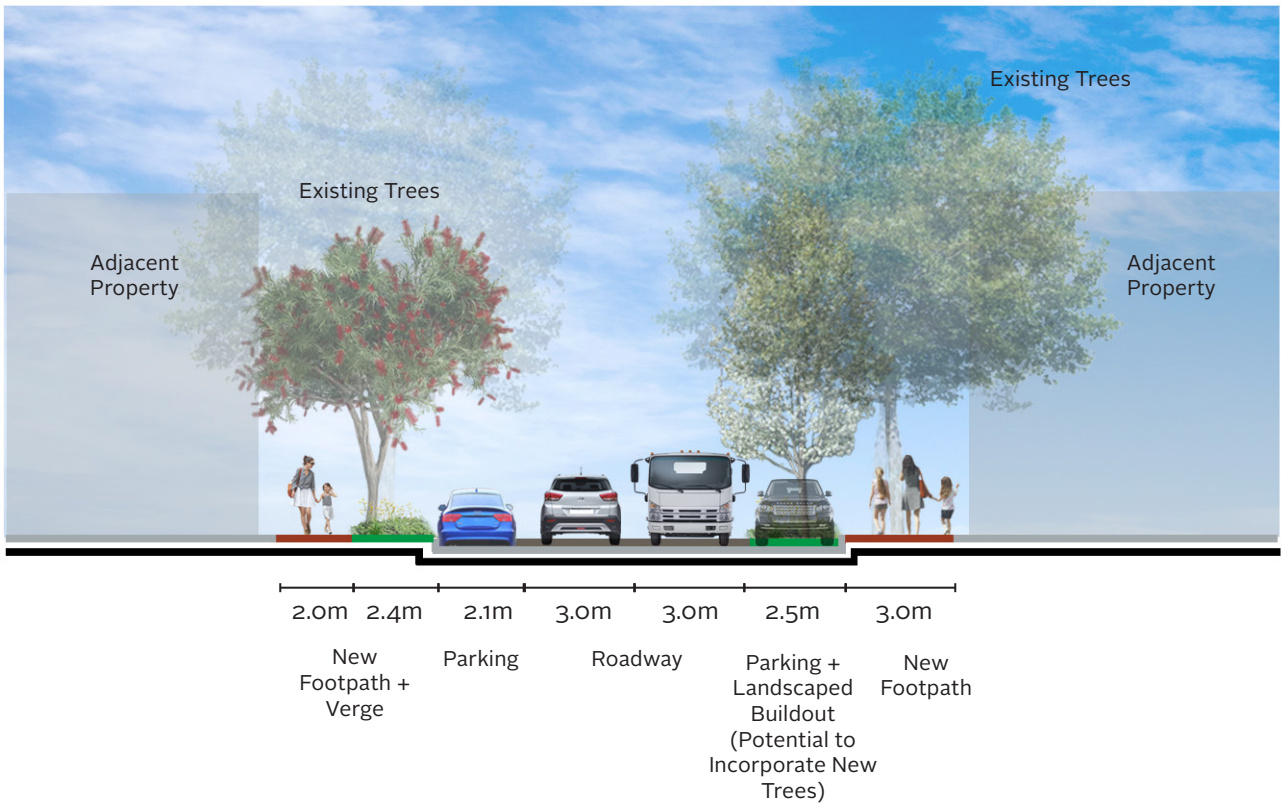 Existing Trees
Existing Trees
Adjacent
Property
Adjacent
Property
2.0m 2.4m 2.1m 3.0m 3.0m 2.5m 3.0m
New
Footpath +
Verge
Parking
Roadway
Parking +
Landscaped
Buildout
(Potential to
Incorporate New
Trees)
New
Footpath